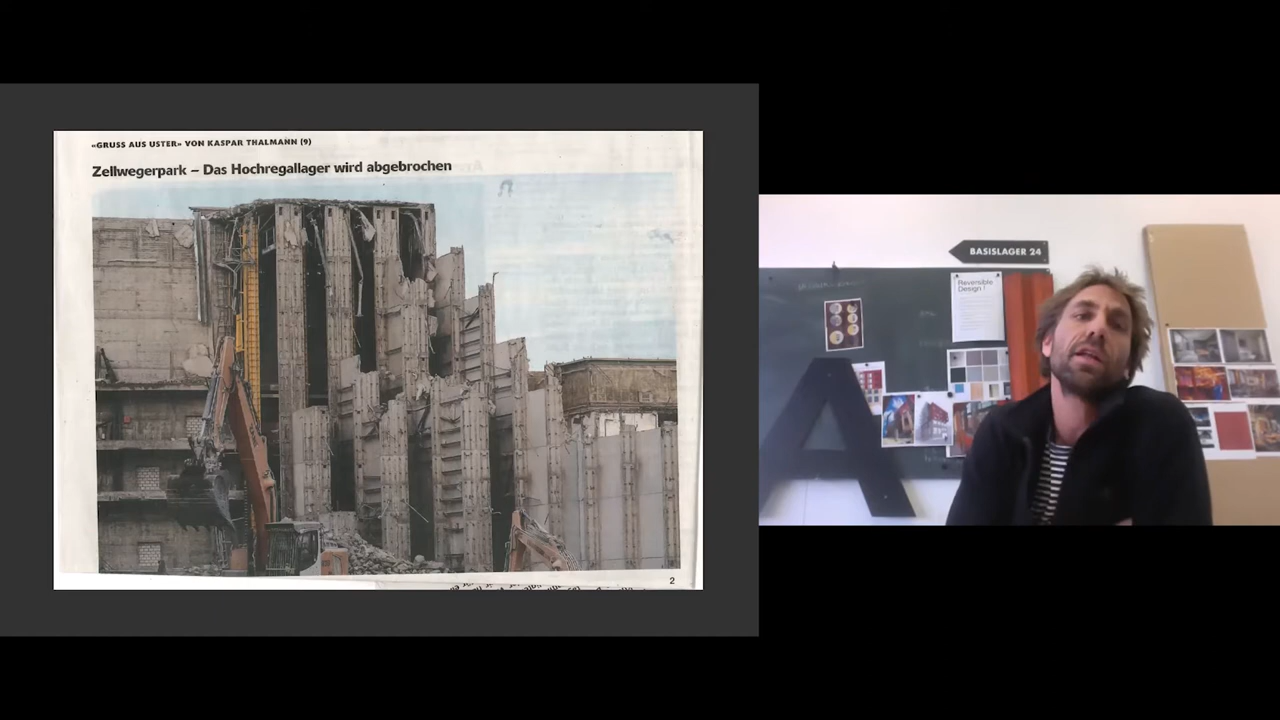 «GRUSS AUS USTER» VON KASPAR THALMANN (9)
Zellwegerpark – Das Hochregallager wird abgebrochen
2
BASISLAGER 24
Reversible
Design !
A